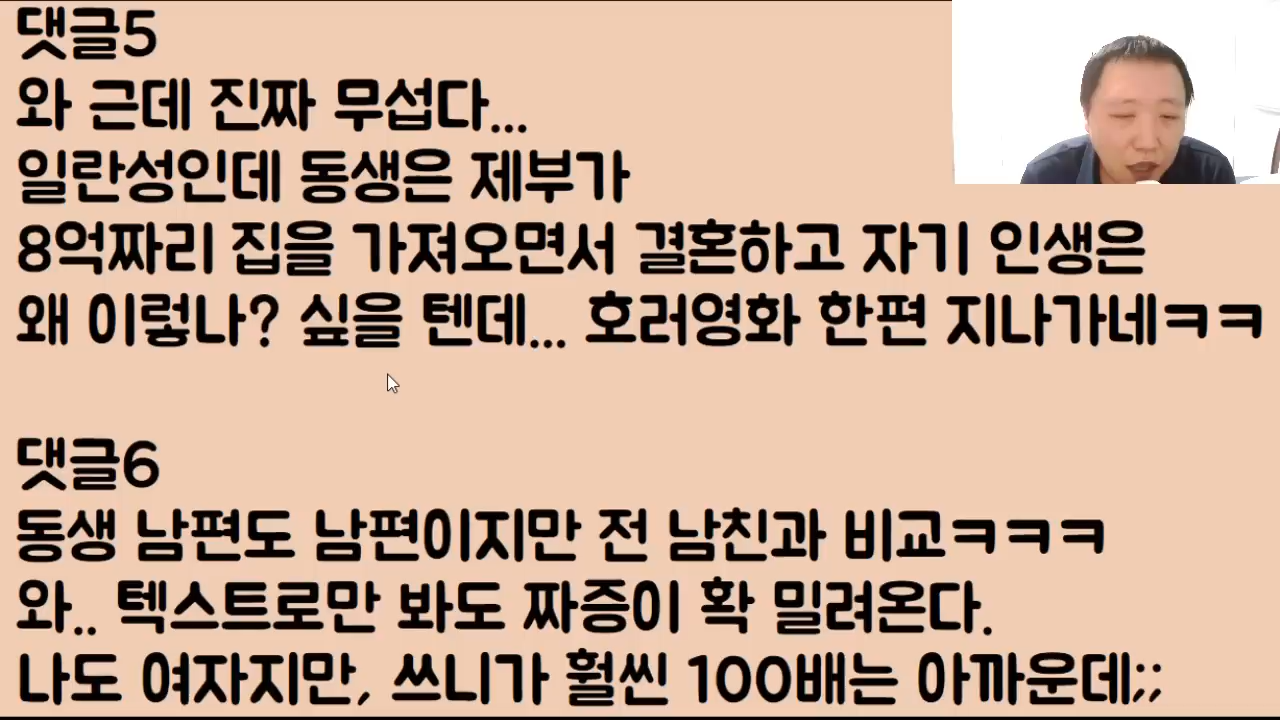 댓글5
와 근데 진짜 무섭다...
일란성인데 동생은 제부가
8억짜리 집을 가져오면서 결혼하고 자기 인생은
왜 이렇나? 싶을 텐데... 호러영화 한편 지나가네ㅋㅋ
댓글6
동생 남편도 남편이지만 전 남친과 비교ㅋㅋㅋ
와.. 텍스트로만 봐도 짜증이 확 밀려온다.
나도 여자지만, 쓰니가 훨씬 100배는 아까운데;;